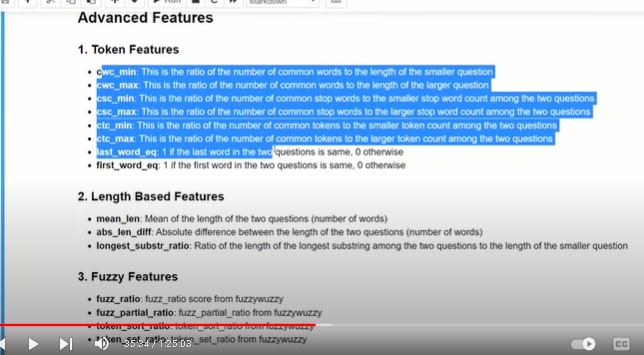 Run
Markdown
Advanced Features
1. Token Features
cwc_min: This is the ratio of the number of common words to the length of the smaller question
cwc_max: This is the ratio of the number of common words to the length of the larger question
csc_min: This is the ratio of the number of common stop words to the smaller stop word count among the two questions
csc_max: This is the ratio of the number of common stop words to the larger stop word count among the two questions
ctc_min: This is the ratio of the number of common tokens to the smaller token count among the two questions
ctc_max: This is the ratio of the number of common tokens to the larger token count among the two questions
last_word_eq: 1 if the last word in the two questions is same, 0 otherwise
first_word_eq: 1 if the first word in the two questions is same, 0 otherwise
2. Length Based Features
mean_len: Mean of the length of the two questions (number of words)
abs_len_diff: Absolute difference between the length of the two questions (number of words)
longest_substr_ratio: Ratio of the length of the longest substring among the two questions to the length of the smaller question
3. Fuzzy Features
fuzz_ratio: fuzz_ratio score from fuzzywuzzy
fuzz_partial_ratio: fuzz_partial_ratio from fuzzywuzzy
token_sort_ratio: token_sort_ratio from fuzzywuzzy
token_set_ratio: token_set_ratio from fuzzywuzzy
35:34 / 1:25:03
CC